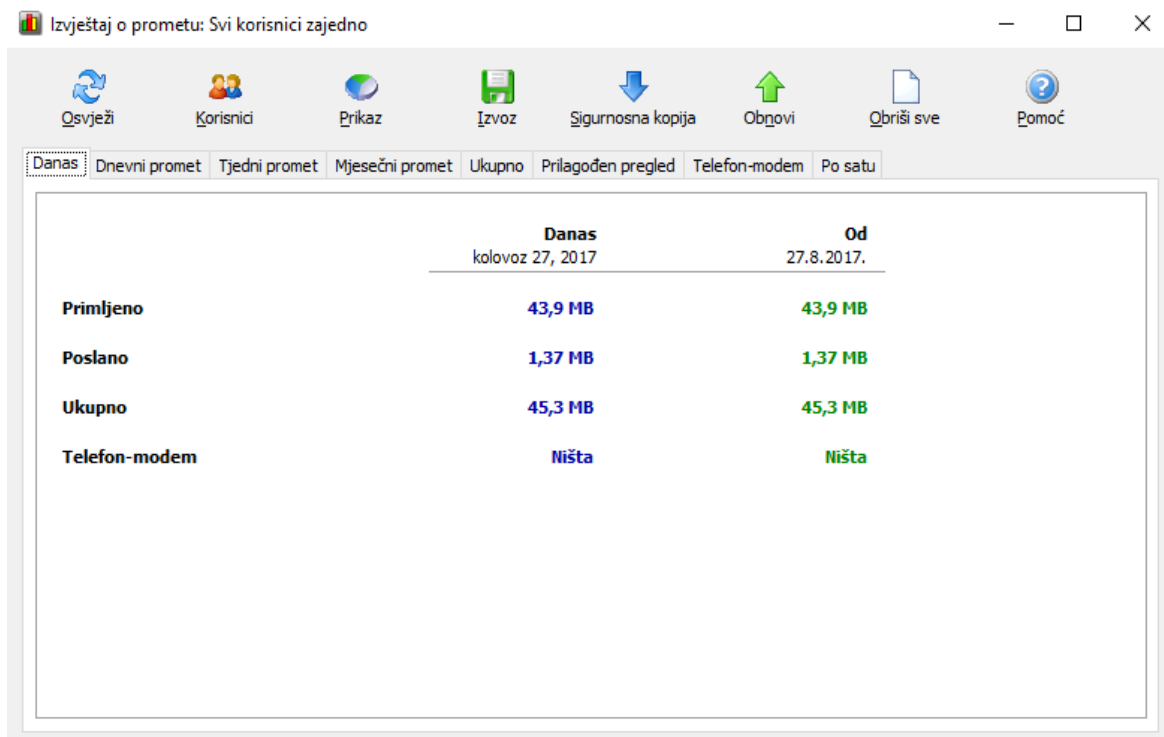 Izvještaj o prometu: Svi korisnici zajedno
Osvježi Korisnici Prikaz Izvoz Sigurnosna kopija Obnovi Obriši sve Pomoć
Danas Dnevni promet Tjedni promet Mjesečni promet Ukupno Prilagođen pregled Telefon-modem Po satu
Danas Od
kolovoz 27, 2017 27.8.2017.
Primljeno 43,9 MB 43,9 MB
Poslano 1,37 MB 1,37 MB
Ukupno 45,3 MB 45,3 MB
Telefon-modem Ništa Ništa